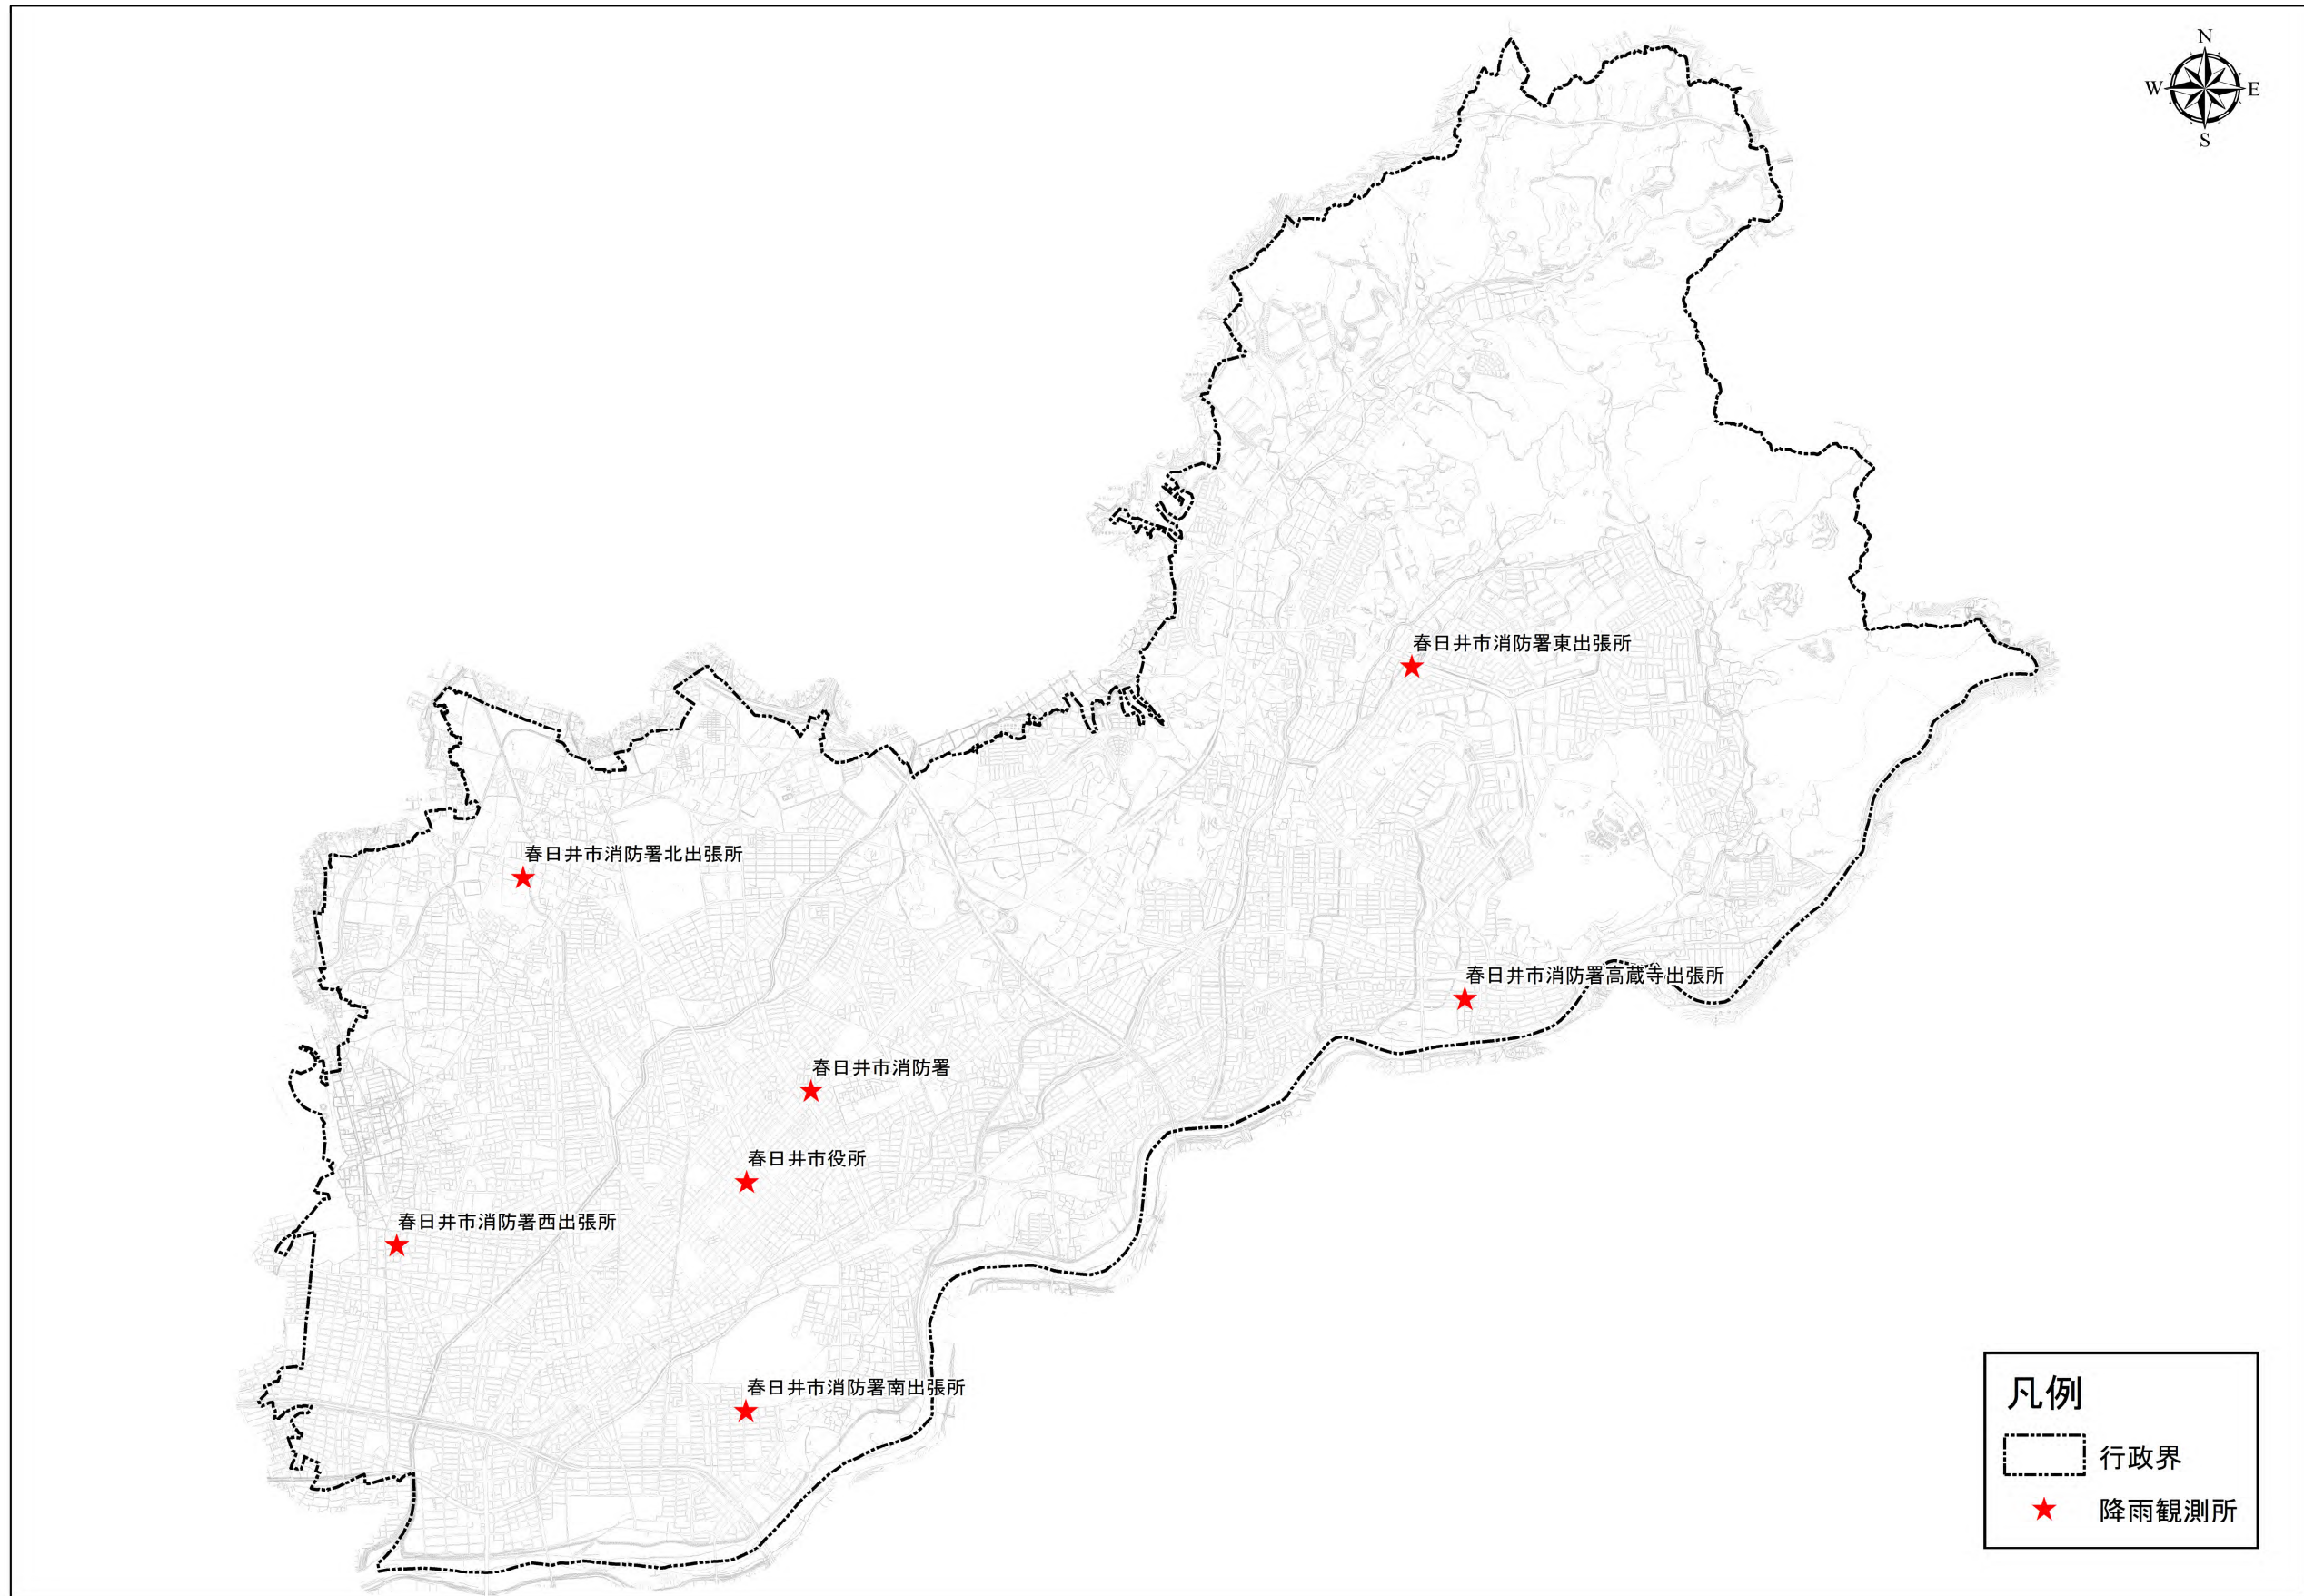 N
W
E
S
春日井市消防署東出張所
春日井市消防署北出張所
春日井市消防署高蔵寺出張所
春日井市消防署
春日井市役所
春日井市消防署西出張所
春日井市消防署南出張所
凡例
行政界
降雨観測所